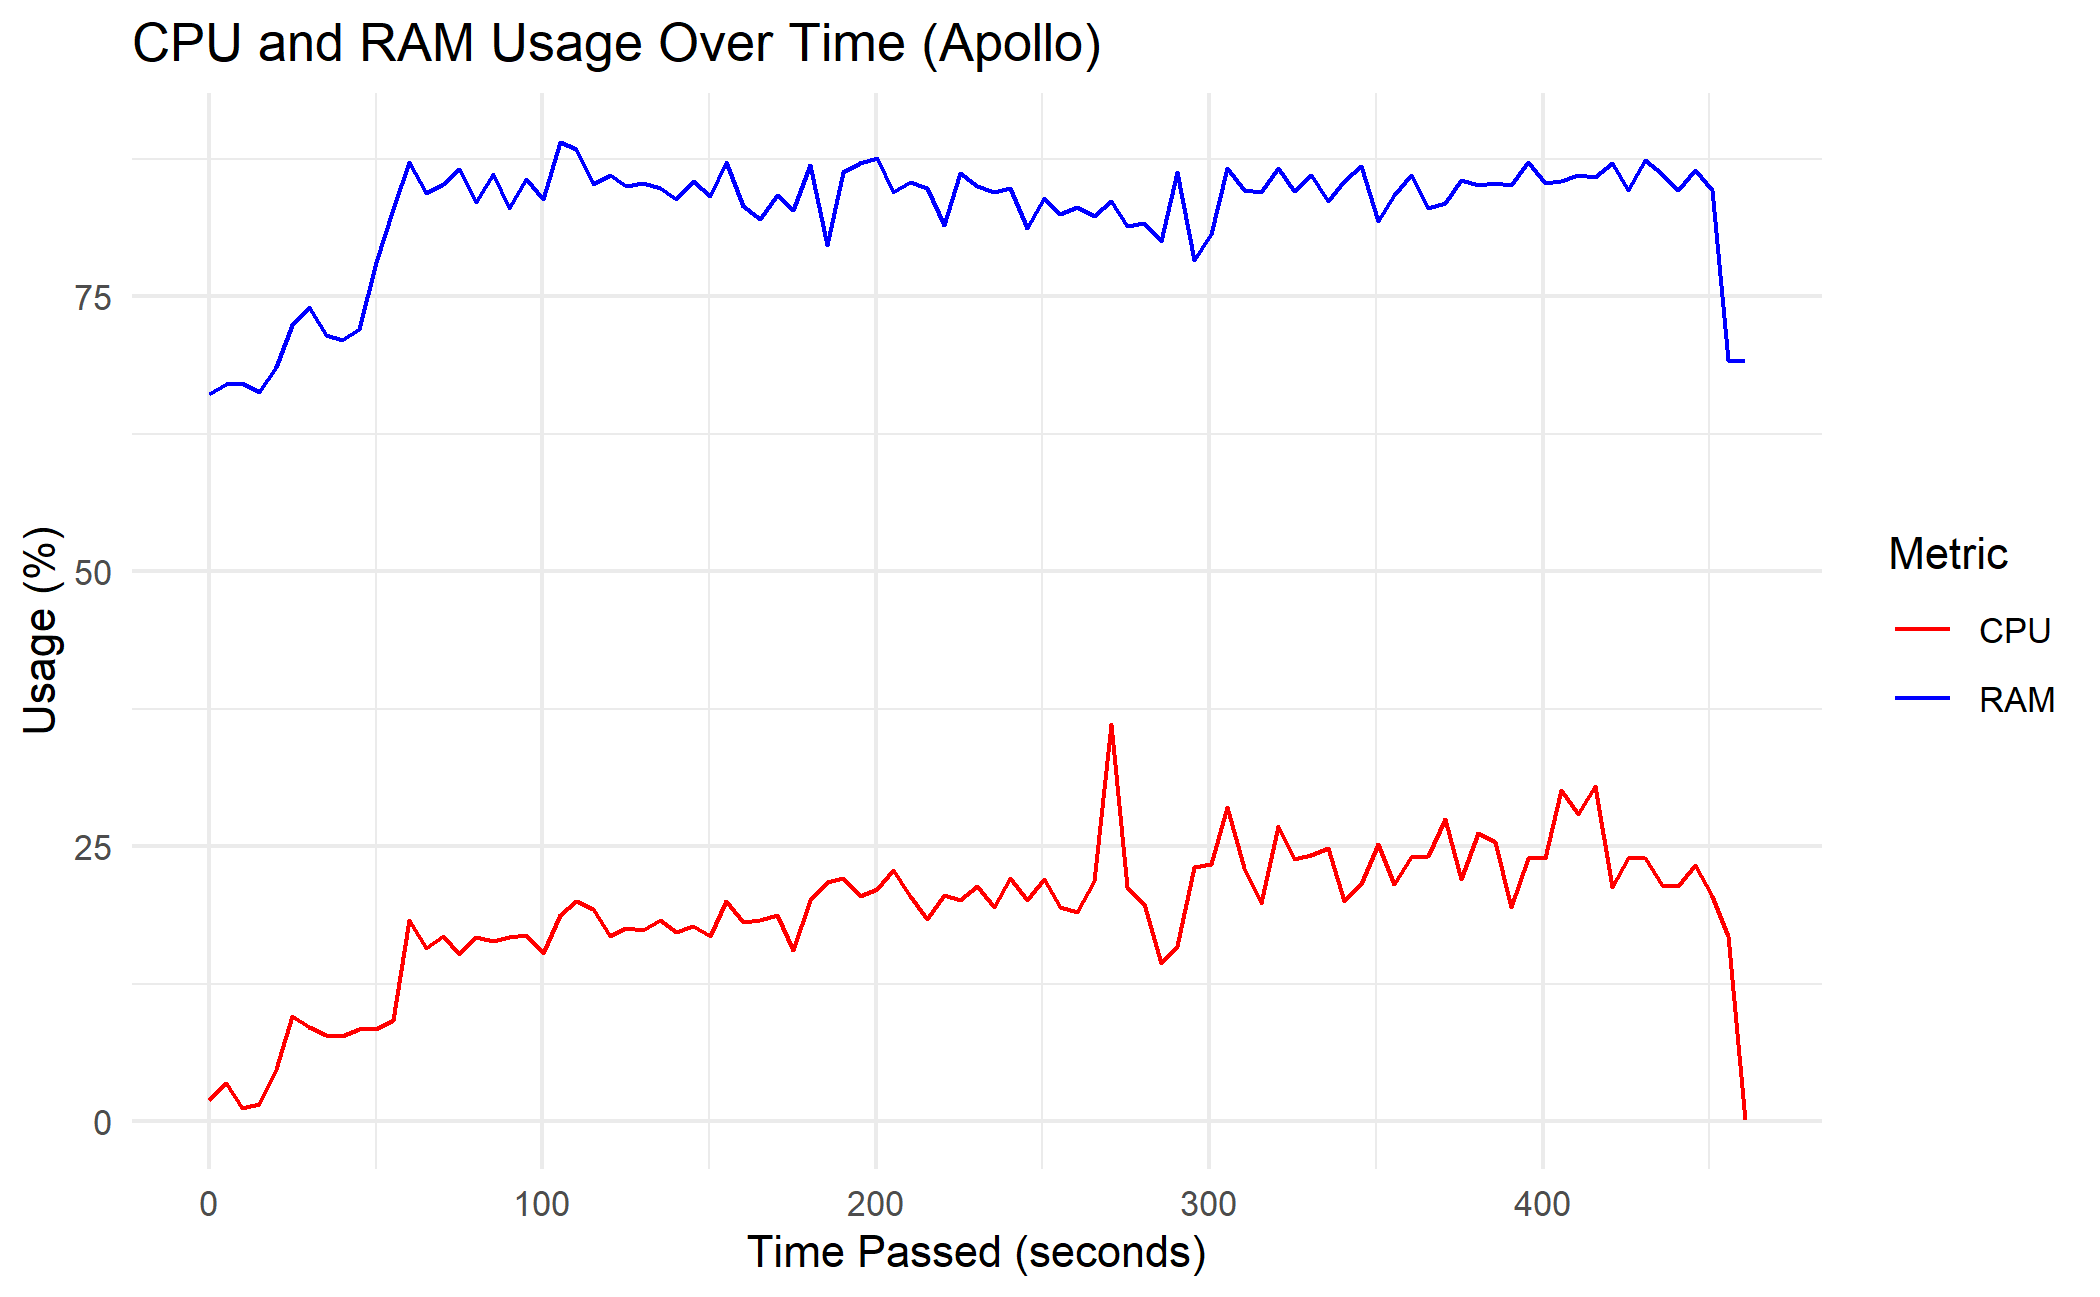 CPU and RAM Usage Over Time (Apollo)
75
50
25
0
Usage (%)
0 100 200 300 400
Time Passed (seconds)
Metric
CPU
RAM